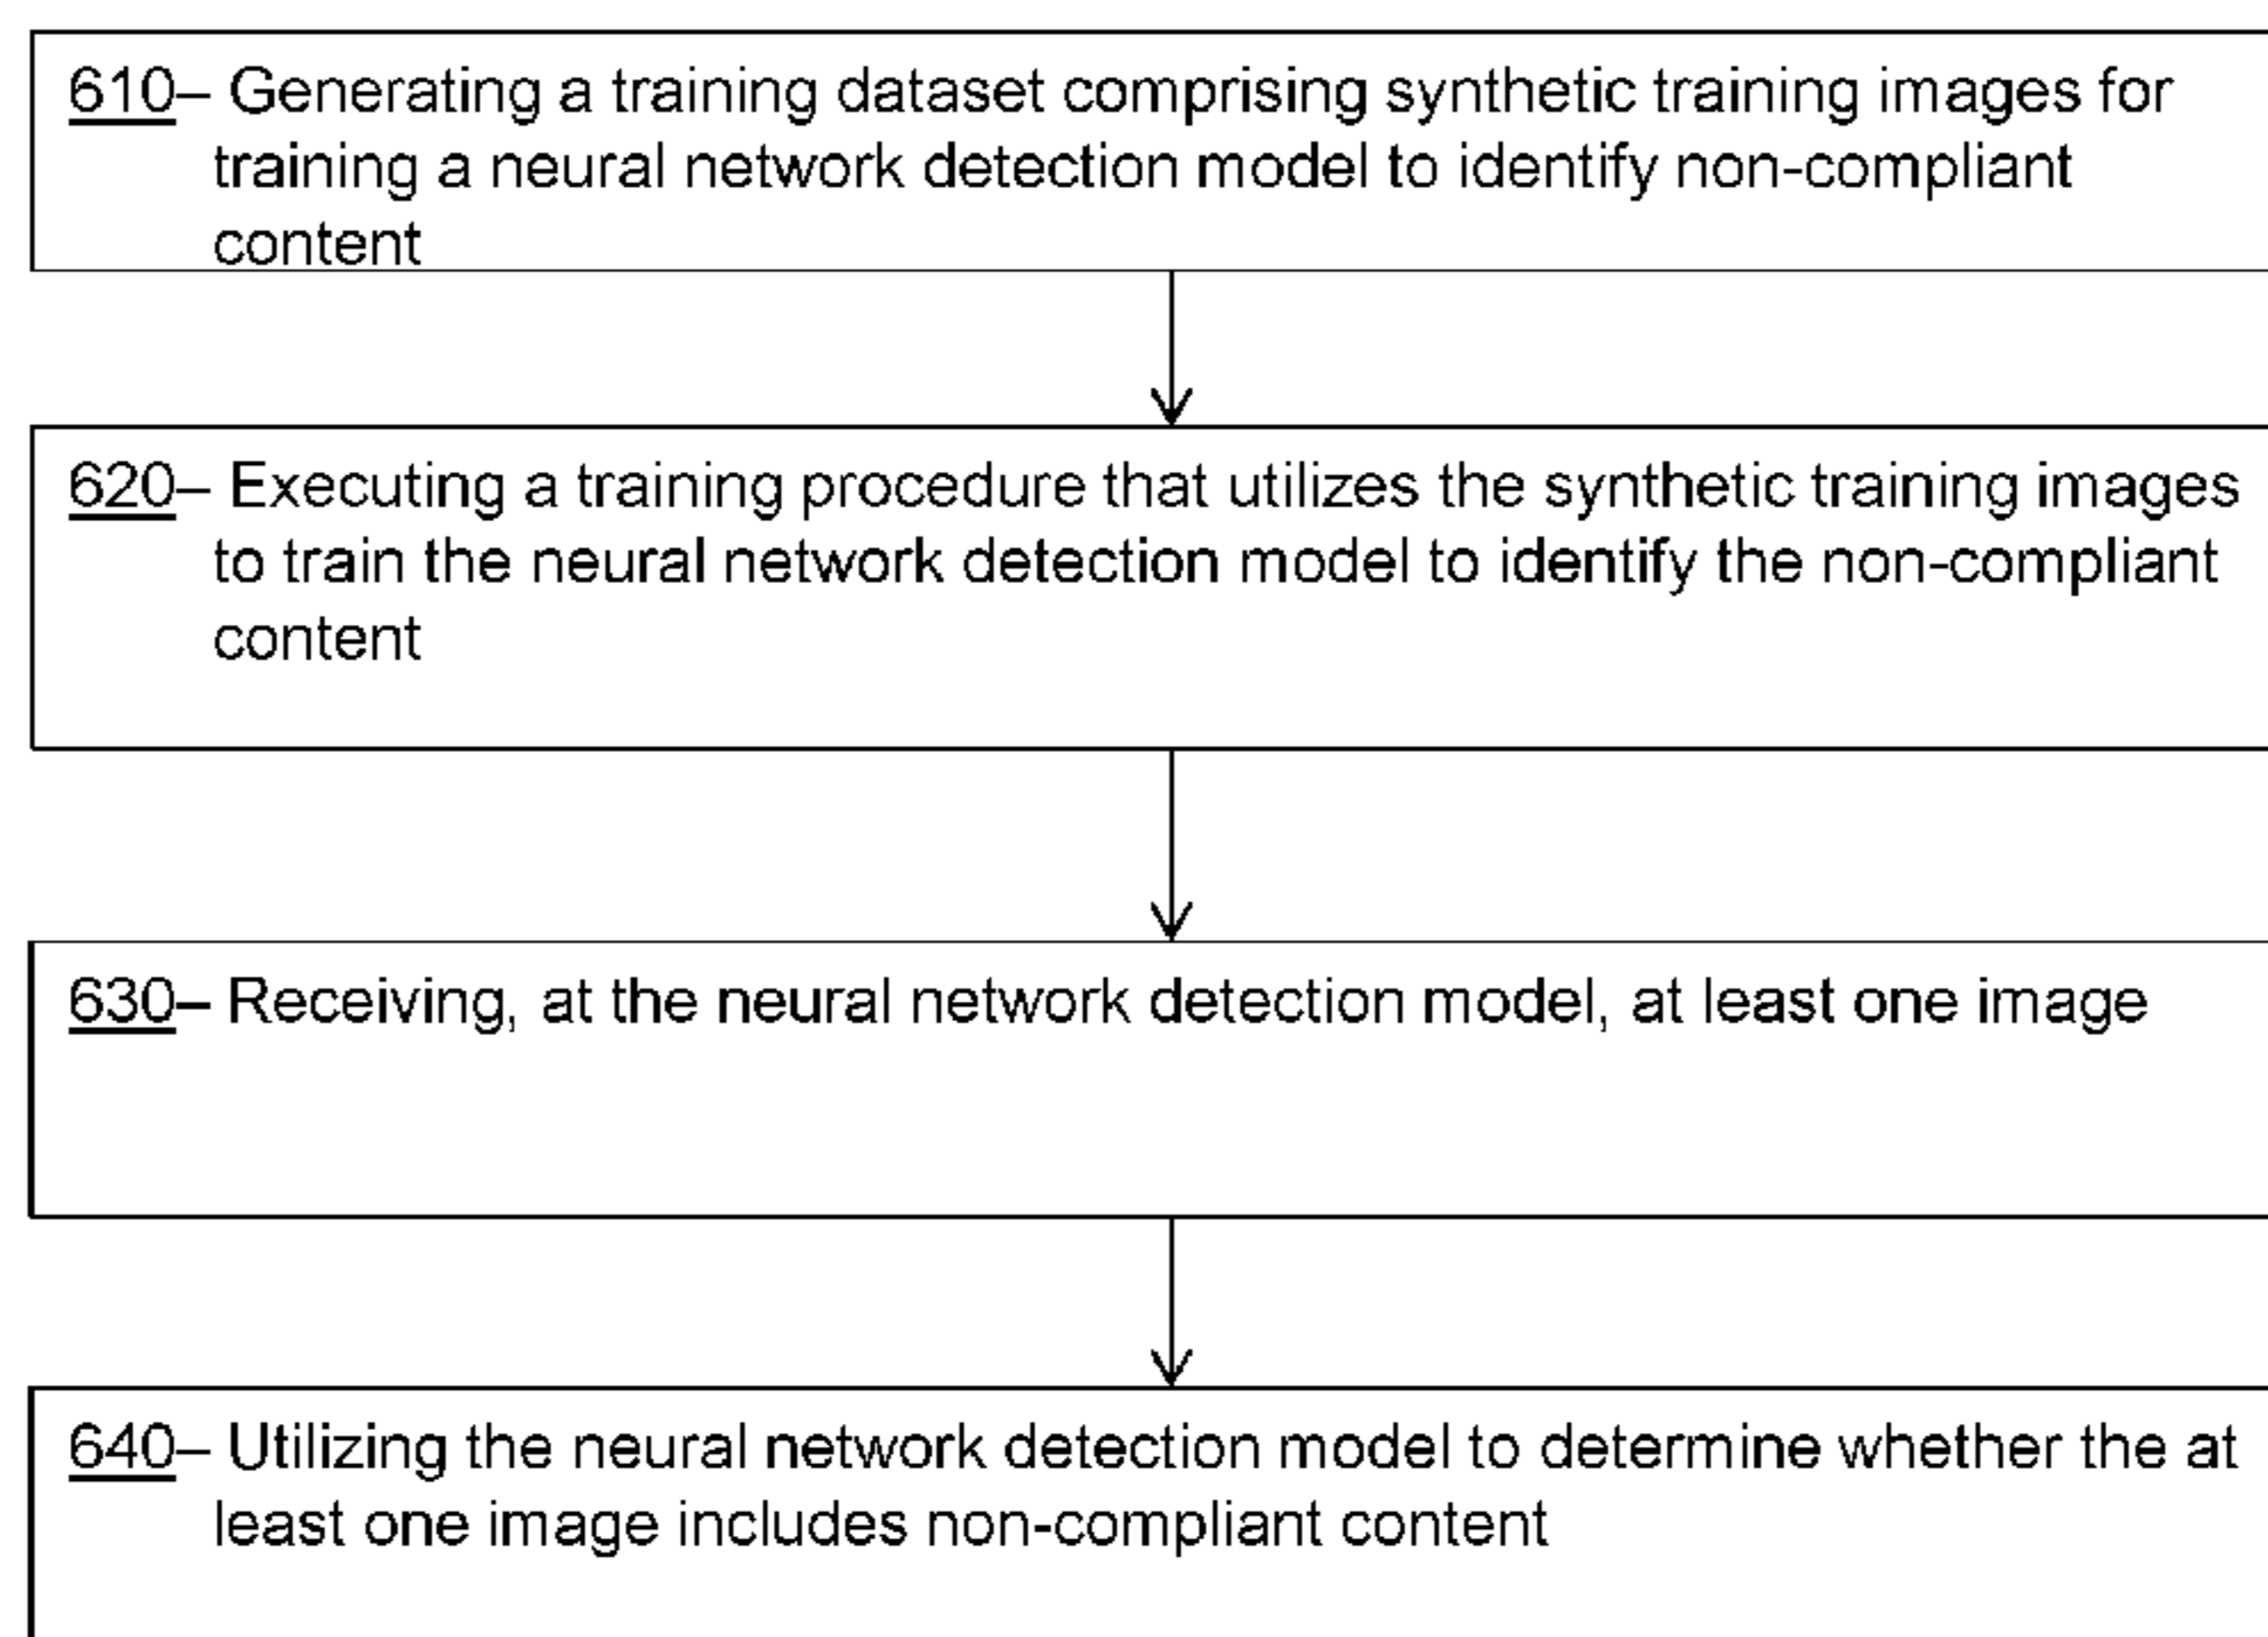 610– Generating a training dataset comprising synthetic training images for
training a neural network detection model to identify non-compliant
content
620– Executing a training procedure that utilizes the synthetic training images
to train the neural network detection model to identify the non-compliant
content
630– Receiving, at the neural network detection model, at least one image
640– Utilizing the neural network detection model to determine whether the at
least one image includes non-compliant content